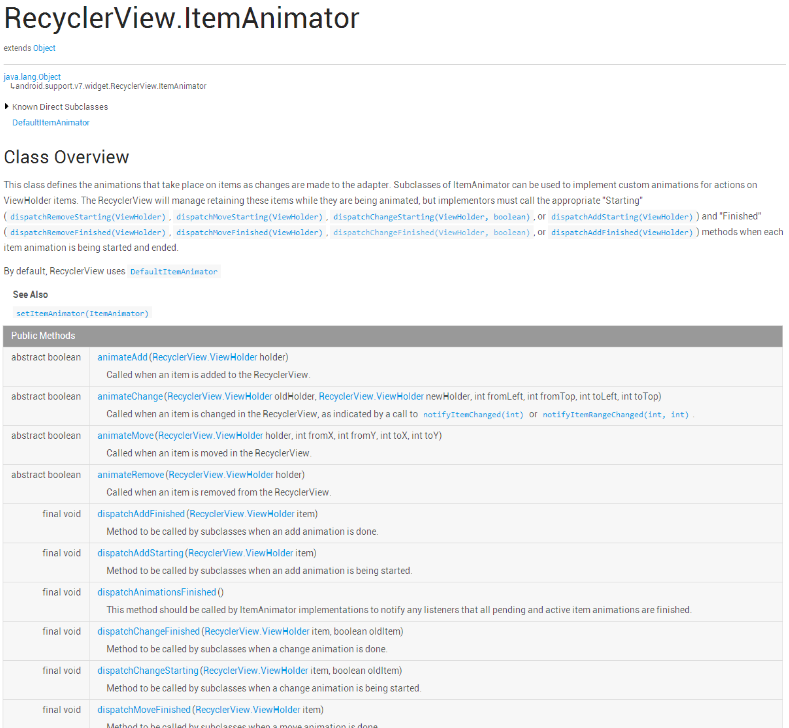 RecyclerView.ItemAnimator
extends Object
java.lang.Object
↳android.support.v7.widget.RecyclerView.ItemAnimator
Known Direct Subclasses
DefaultItemAnimator
Class Overview
This class defines the animations that take place on items as changes are made to the adapter. Subclasses of ItemAnimator can be used to implement custom animations for actions on
ViewHolder items. The RecyclerView will manage retaining these items while they are being animated, but implementors must call the appropriate "Starting"
( dispatchRemoveStarting(ViewHolder) , dispatchMoveStarting(ViewHolder) , dispatchChangeStarting(ViewHolder, boolean) , or dispatchAddStarting(ViewHolder) ) and "Finished"
( dispatchRemoveFinished(ViewHolder) , dispatchMoveFinished(ViewHolder) , dispatchChangeFinished(ViewHolder, boolean) , or dispatchAddFinished(ViewHolder) ) methods when each
item animation is being started and ended.
By default, RecyclerView uses DefaultItemAnimator
See Also
setItemAnimator(ItemAnimator)
Public Methods
abstract boolean animateAdd(RecyclerView.ViewHolder holder)
Called when an item is added to the RecyclerView.
abstract boolean animateChange(RecyclerView.ViewHolder oldHolder, RecyclerView.ViewHolder newHolder, int fromLeft, int fromTop, int toLeft, int toTop)
Called when an item is changed in the RecyclerView, as indicated by a call to notifyItemChanged(int) or notifyItemRangeChanged(int, int) .
abstract boolean animateMove(RecyclerView.ViewHolder holder, int fromX, int fromY, int toX, int toY)
Called when an item is moved in the RecyclerView.
abstract boolean animateRemove(RecyclerView.ViewHolder holder)
Called when an item is removed from the RecyclerView.
final void dispatchAddFinished(RecyclerView.ViewHolder item)
Method to be called by subclasses when an add animation is done.
final void dispatchAddStarting(RecyclerView.ViewHolder item)
Method to be called by subclasses when an add animation is being started.
final void dispatchAnimationsFinished()
This method should be called by ItemAnimator implementations to notify any listeners that all pending and active item animations are finished.
final void dispatchChangeFinished(RecyclerView.ViewHolder item, boolean oldItem)
Method to be called by subclasses when a change animation is done.
final void dispatchChangeStarting(RecyclerView.ViewHolder item, boolean oldItem)
Method to be called by subclasses when a change animation is being started.
final void dispatchMoveFinished(RecyclerView.ViewHolder item)
Method to be called by subclasses when a move animation is done.